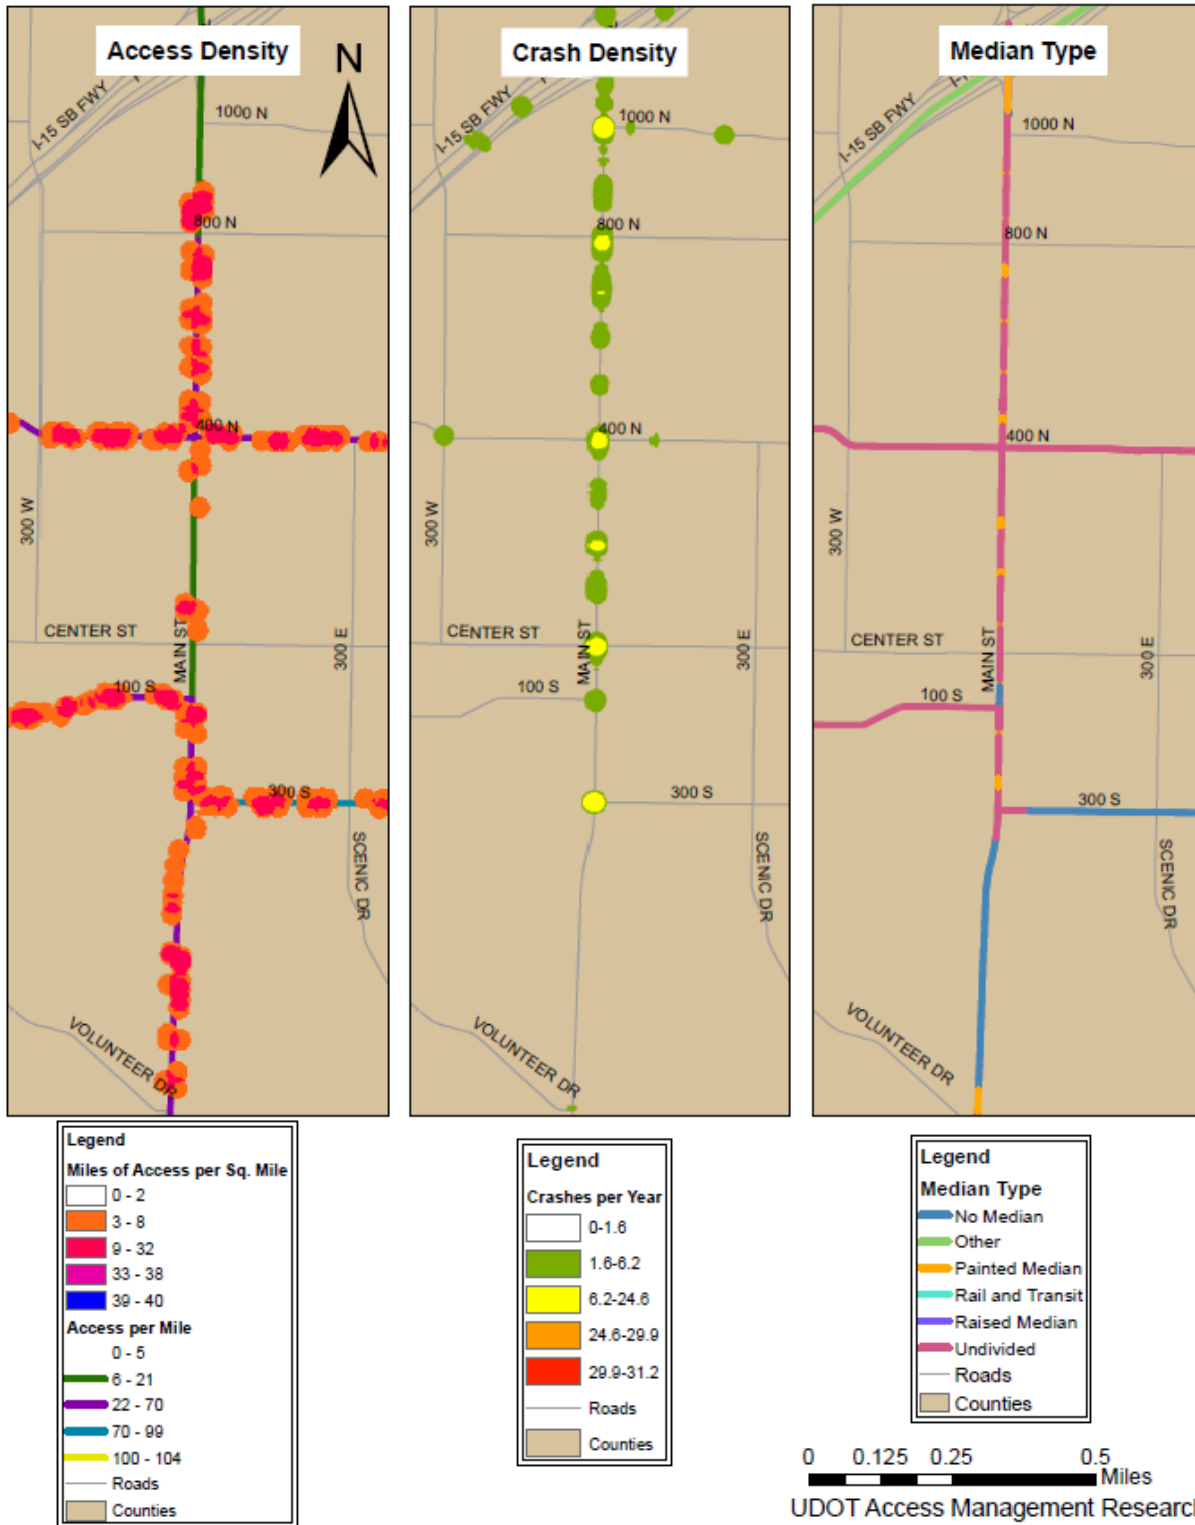 Access Density
N
I-15 SB FWY
1000 N
800 N
400 N
300 W
CENTER ST
MAIN ST
300 E
100 S
300 S
SCENIC DR
VOLUNTEER DR
Legend
Miles of Access per Sq. Mile
0 - 2
3 - 8
9 - 32
33 - 38
39 - 40
Access per Mile
0 - 5
6 - 21
22 - 70
70 - 99
100 - 104
Roads
Counties
Crash Density
I-15 SB FWY
1000 N
800 N
400 N
300 W
CENTER ST
MAIN ST
300 E
100 S
300 S
SCENIC DR
VOLUNTEER DR
Legend
Crashes per Year
0-1.6
1.6-6.2
6.2-24.6
24.6-29.9
29.9-31.2
Roads
Counties
Median Type
I-15 SB FWY
1000 N
800 N
400 N
300 W
CENTER ST
MAIN ST
300 E
100 S
300 S
SCENIC DR
VOLUNTEER DR
Legend
Median Type
No Median
Other
Painted Median
Rail and Transit
Raised Median
Undivided
Roads
Counties
0 0.125 0.25 0.5
Miles
UDOT Access Management Research